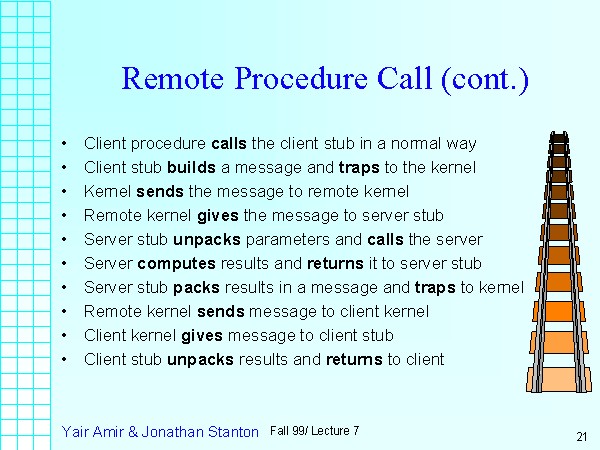 Remote Procedure Call (cont.)
• Client procedure calls the client stub in a normal way
• Client stub builds a message and traps to the kernel
• Kernel sends the message to remote kernel
• Remote kernel gives the message to server stub
• Server stub unpacks parameters and calls the server
• Server computes results and returns it to server stub
• Server stub packs results in a message and traps to kernel
• Remote kernel sends message to client kernel
• Client kernel gives message to client stub
• Client stub unpacks results and returns to client
Yair Amir & Jonathan Stanton Fall 99/ Lecture 7 21